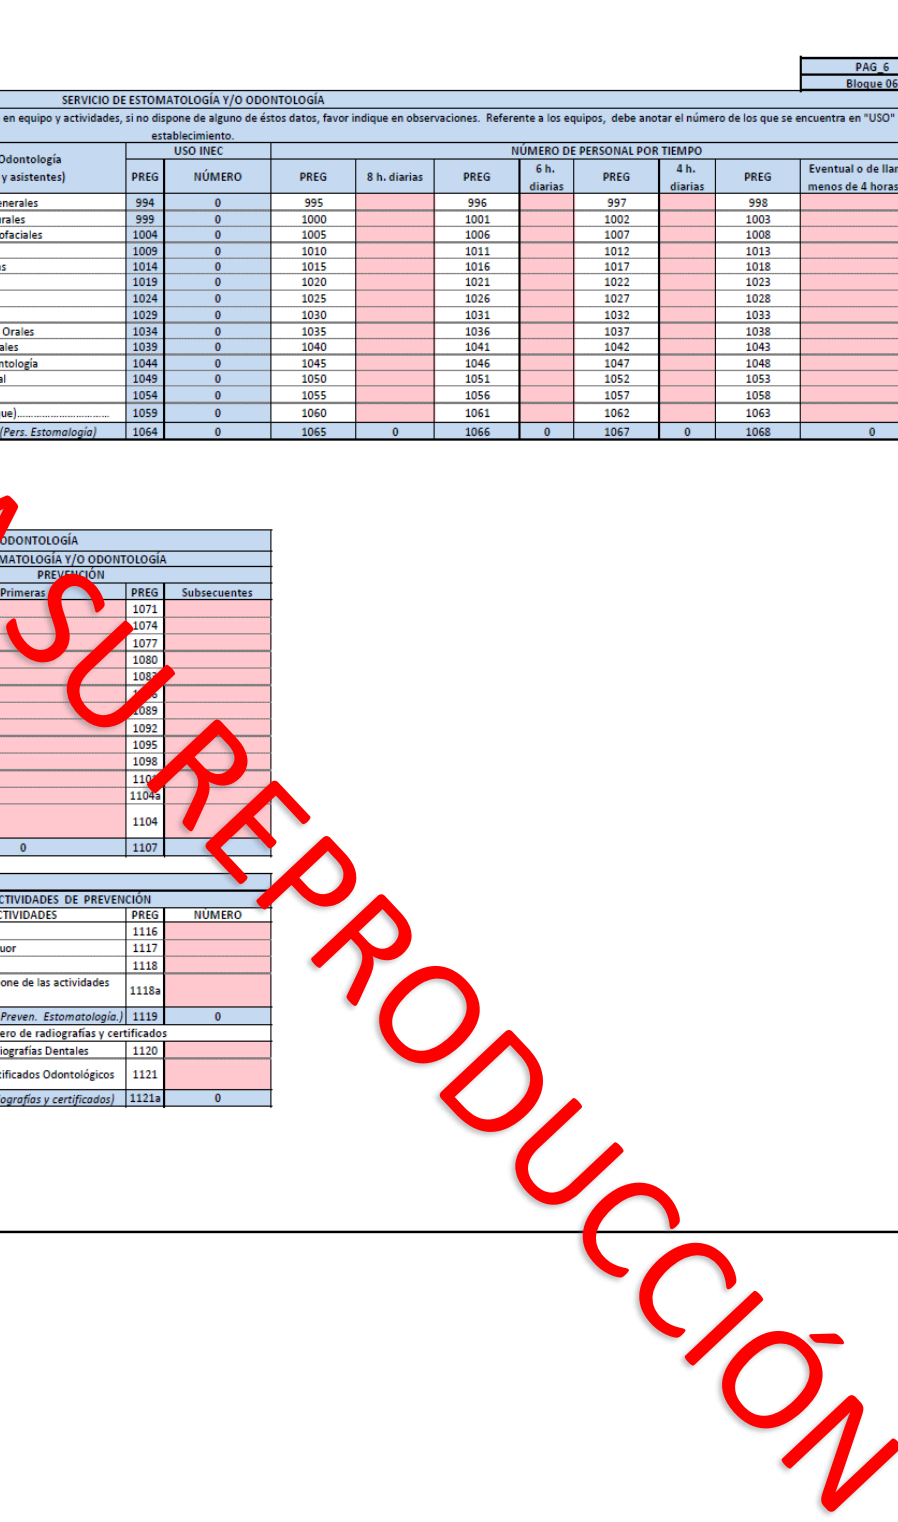 PAG_6
Bloque 06
SERVICIO DE ESTOMATOLOGÍA Y/O ODONTOLOGÍA
en equipo y actividades, si no dispone de alguno de éstos datos, favor indique en observaciones. Referente a los equipos, debe anotar el número de los que se encuentra en "USO"
establecimiento.
Odontología
y asistentes)
USO INEC
NÚMERO DE PERSONAL POR TIEMPO
PREG NÚMERO PREG 8 h. diarias PREG 6 h. diarias PREG 4 h. diarias PREG Eventual o de llam menos de 4 horas
enerales 994 0 995 996 997 998
rales 999 0 1000 1001 1002 1003
ofaciales 1004 0 1005 1006 1007 1008
1009 0 1010 1011 1012 1013
s 1014 0 1015 1016 1017 1018
1019 0 1020 1021 1022 1023
1024 0 1025 1026 1027 1028
1029 0 1030 1031 1032 1033
Orales 1034 0 1035 1036 1037 1038
ales 1039 0 1040 1041 1042 1043
ntología 1044 0 1045 1046 1047 1048
al 1049 0 1050 1051 1052 1053
1054 0 1055 1056 1057 1058
que)................................ 1059 0 1060 1061 1062 1063
(Pers. Estomalogía) 1064 0 1065 0 1066 0 1067 0 1068 0
A SU REPRODUCCIÓN
ODONTOLOGÍA
MATOLOGÍA Y/O ODONTOLOGÍA
PREVENCIÓN
Primeras PREG Subsecuentes
1071
1074
1077
1080
1089
1092
1095
1098
1104a
1104
0 1107
CTIVIDADES DE PREVENCIÓN
CTIVIDADES PREG NÚMERO
1116
uor 1117
1118
one de las actividades 1118a
Preven. Estomatología.) 1119 0
ero de radiografías y certificados
iografías Dentales 1120
tificados Odontológicos 1121
ografías y certificados) 1121a 0